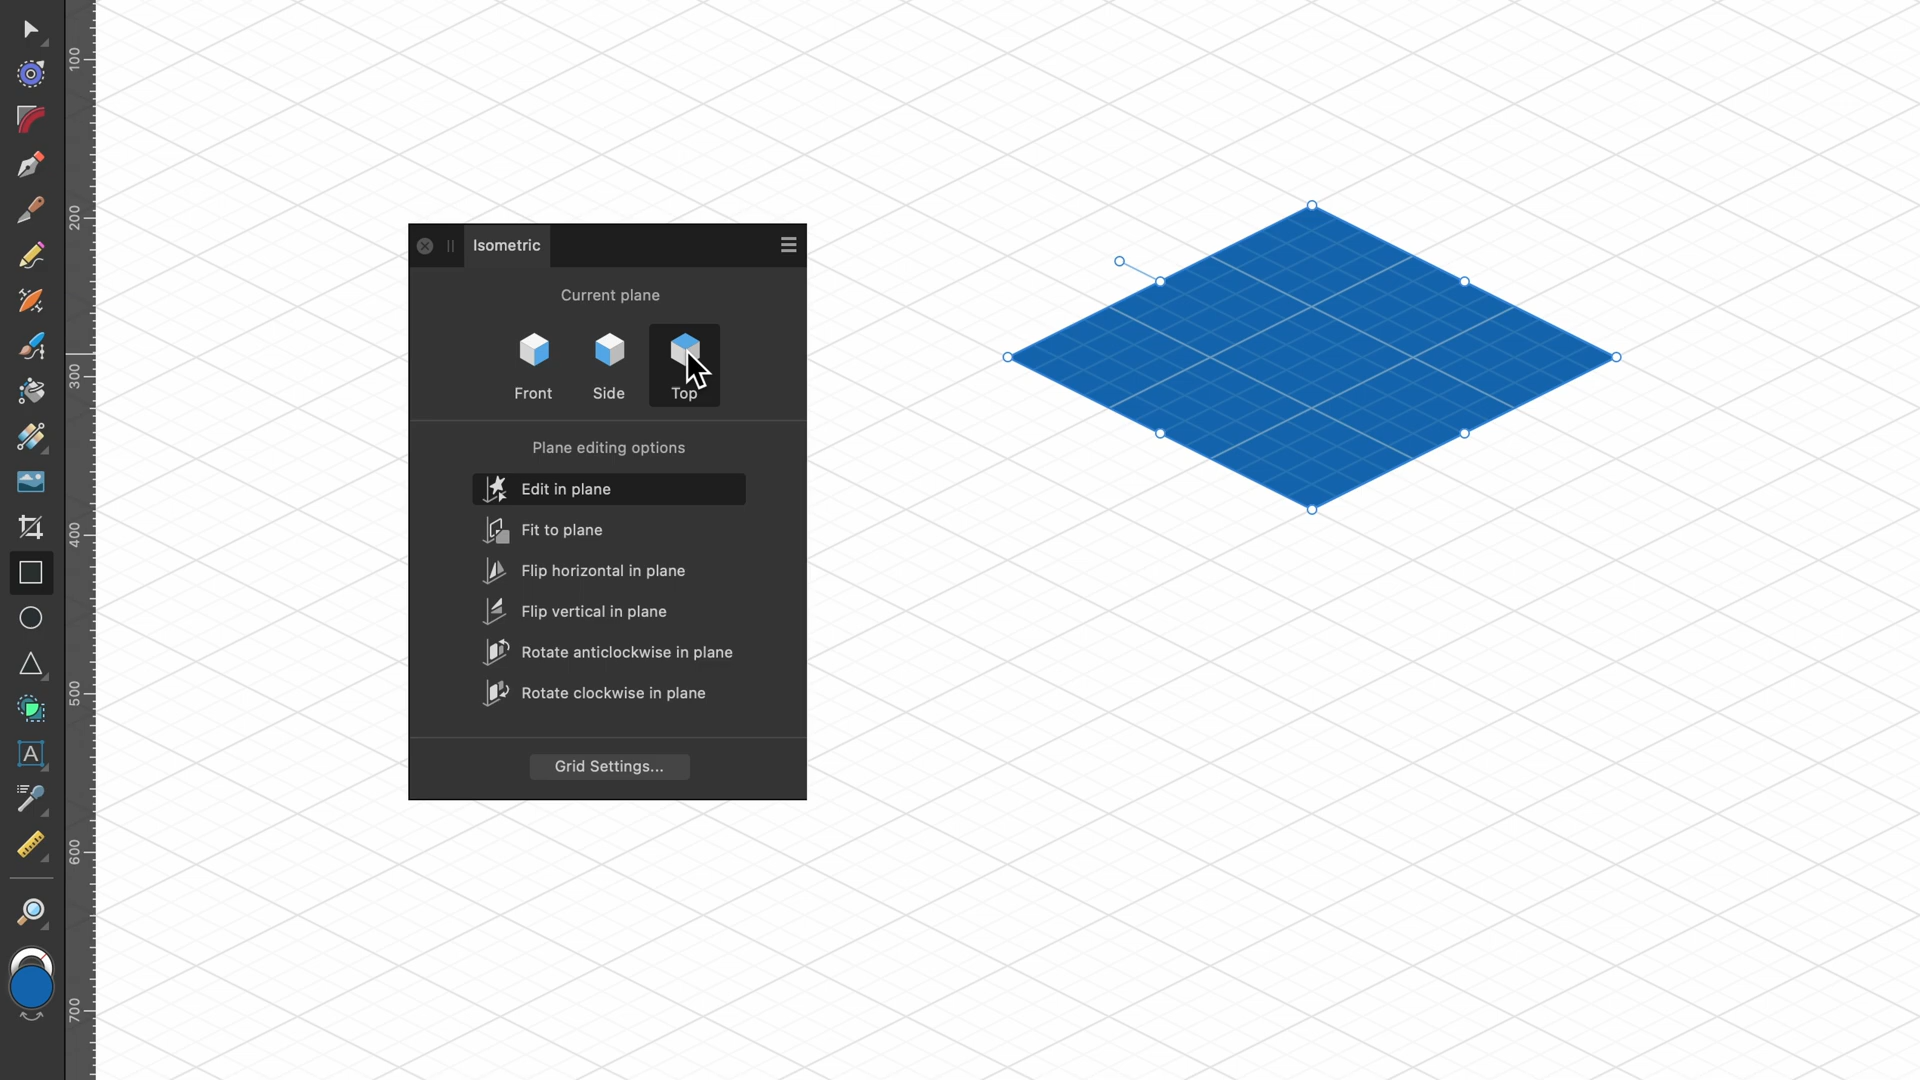 100
200
300
400
500
600
700
Isometric
Current plane
Front Side Top
Plane editing options
Edit in plane
Fit to plane
Flip horizontal in plane
Flip vertical in plane
Rotate anticlockwise in plane
Rotate clockwise in plane
Grid Settings...
A